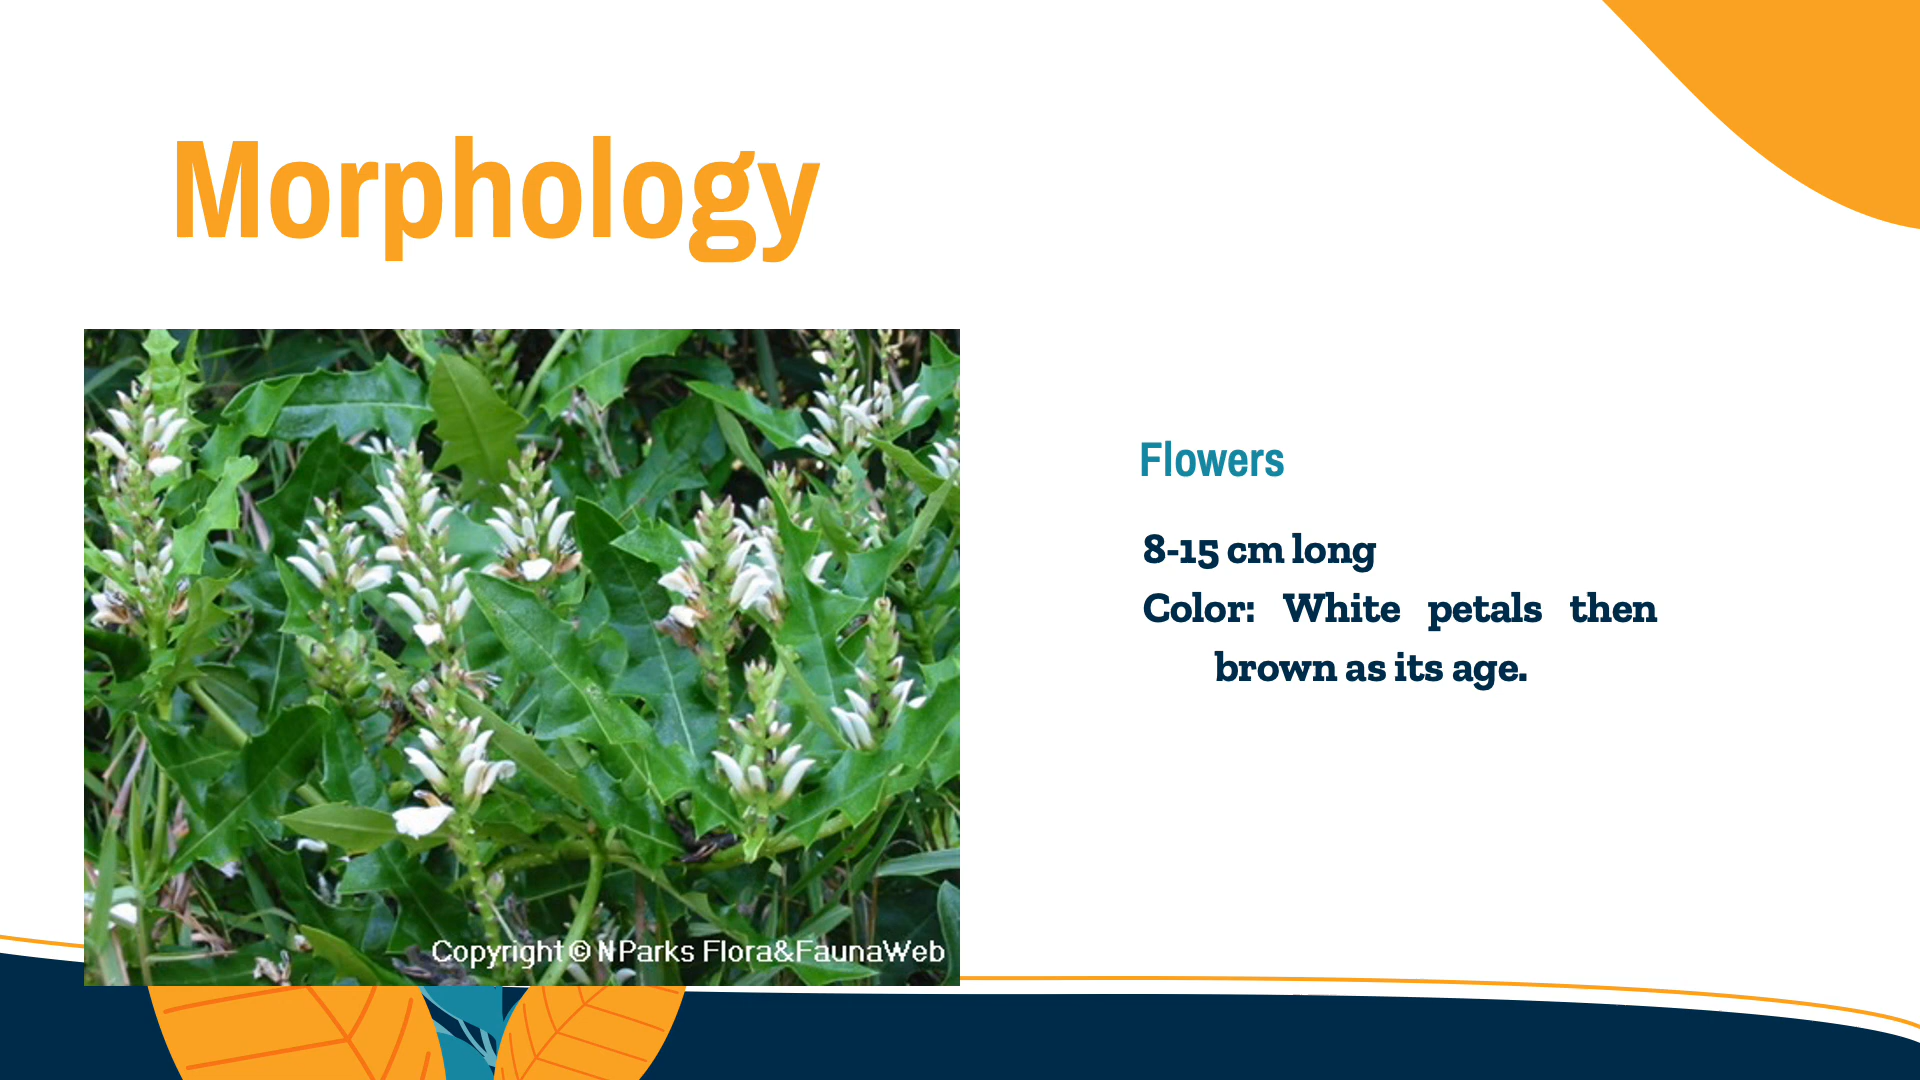 Morphology
Flowers
8-15 cm long
Color: White petals then
brown as its age.
Copyright © NParks Flora&FaunaWeb